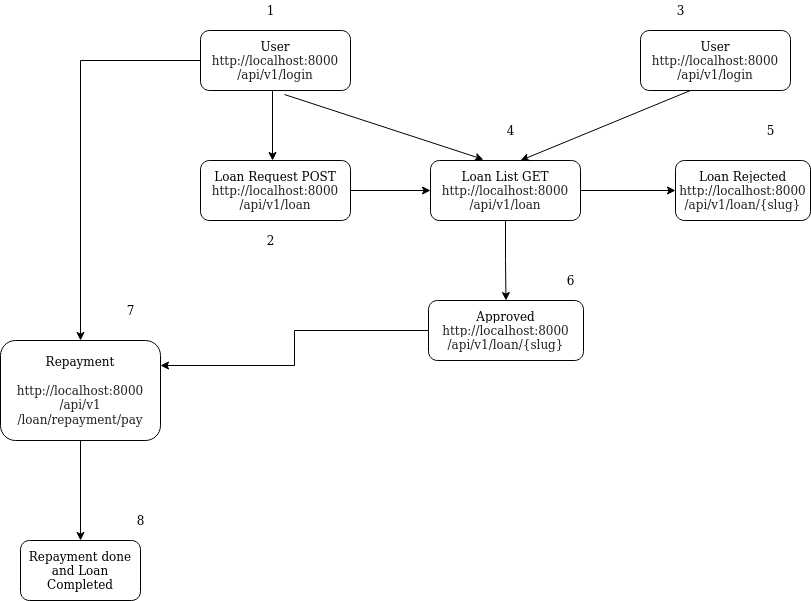 1
User
http://localhost:8000
/api/v1/login
3
User
http://localhost:8000
/api/v1/login
2
Loan Request POST
http://localhost:8000
/api/v1/loan
4
Loan List GET
http://localhost:8000
/api/v1/loan
5
Loan Rejected
http://localhost:8000
/api/v1/loan/{slug}
6
Approved
http://localhost:8000
/api/v1/loan/{slug}
7
Repayment
http://localhost:8000
/api/v1
/loan/repayment/pay
8
Repayment done
and Loan
Completed